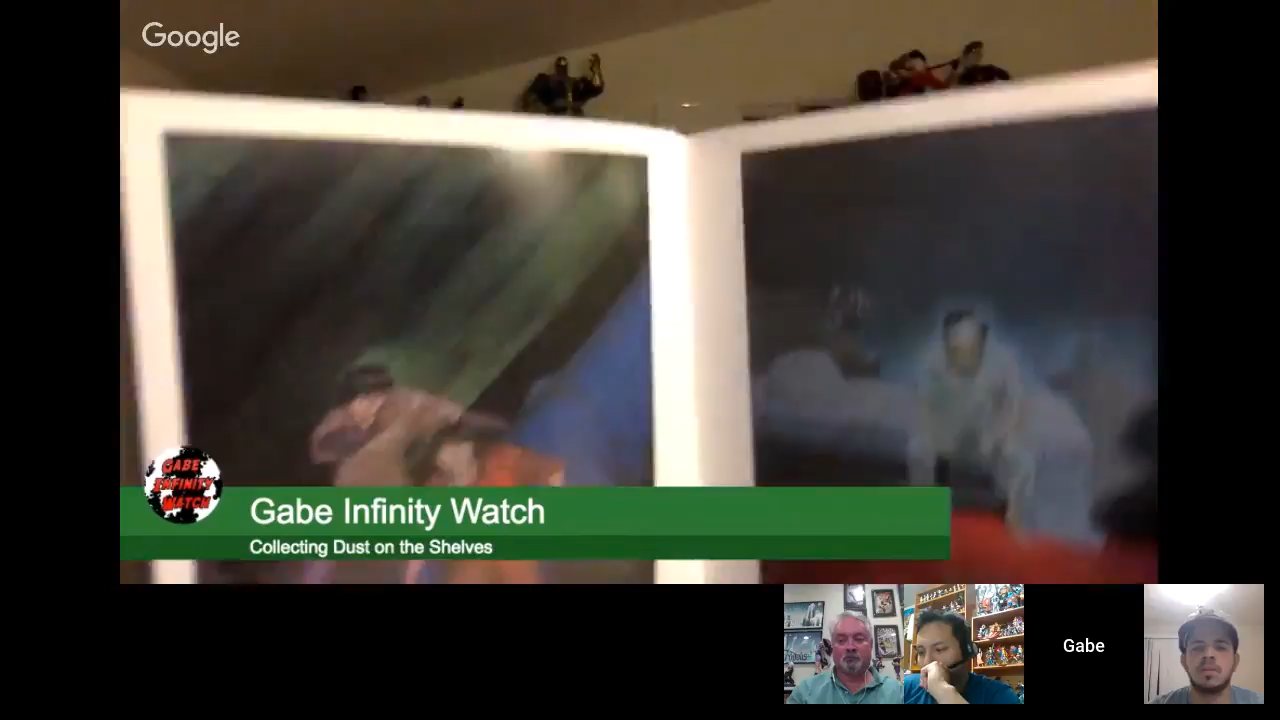 Google
GABE
INFINITY
WATCH
Gabe Infinity Watch
Collecting Dust on the Shelves
Gabe